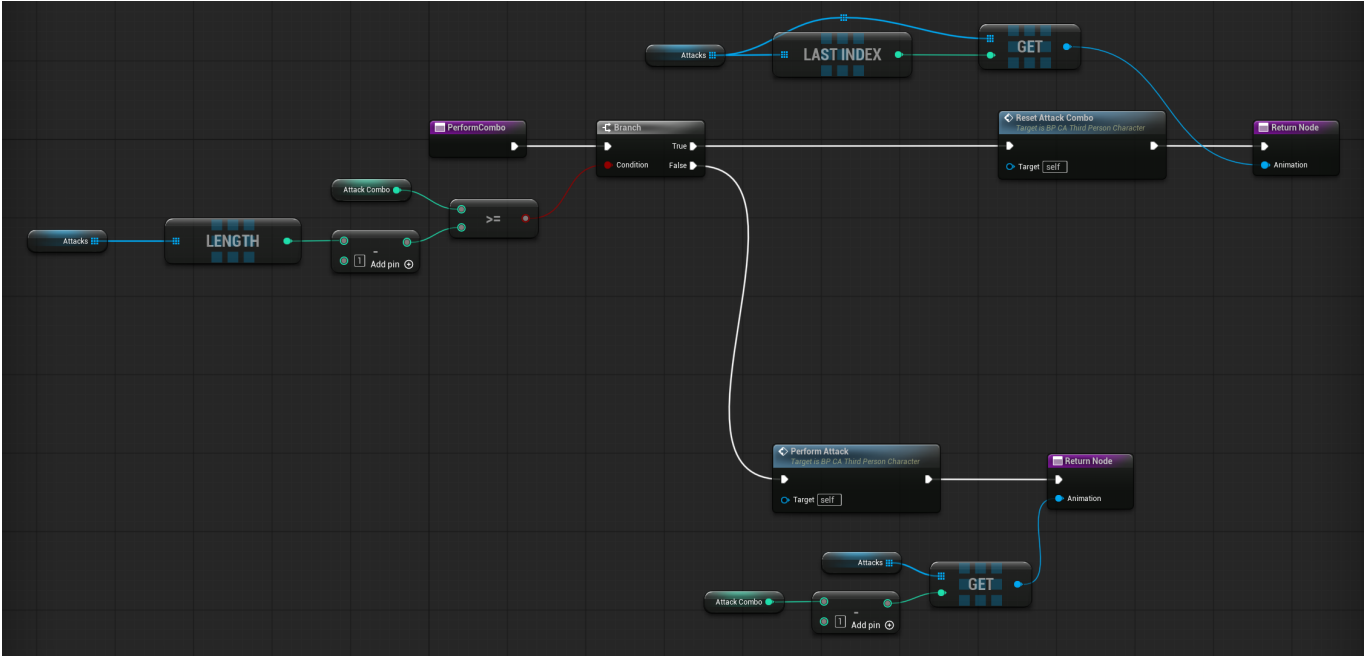 Attacks
LAST INDEX
GET
PerformCombo
Branch
True
Condition
False
Reset Attack Combo
Target is BP CA Third Person Character
Target self
Return Node
Animation
Attack Combo
>=
Attacks
LENGTH
-
1
Add pin
Perform Attack
Target is BP CA Third Person Character
Target self
Return Node
Animation
Attacks
GET
Attack Combo
-
1
Add pin